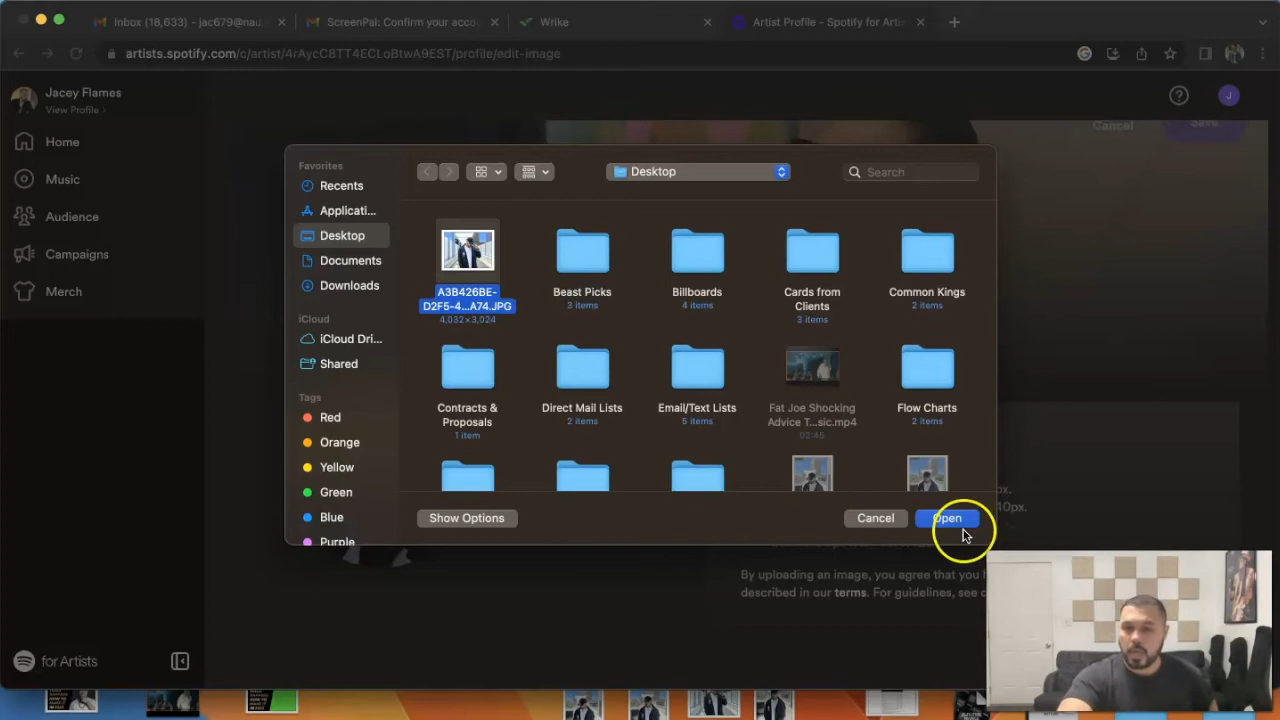 Inbox (18,633) - jac679@nau.
ScreenPal: Confirm your acco
Wrike
Artist Profile – Spotify for Arti
artists.spotify.com/c/artist/4rAycC8TT4ECLoBtwA9EST/profile/edit-image
Jacey Flames
View Profile
J
Home
Music
Audience
Campaigns
Merch
for Artists
Cancel
Save
Favorites
Recents
Applicati...
Desktop
Documents
Downloads
iCloud
iCloud Dri...
Shared
Tags
Red
Orange
Yellow
Green
Blue
Purple
Desktop
Search
A3B426BE-
D2F5-4...A74.JPG
4,032×3,024
Beast Picks
3 items
Billboards
4 items
Cards from
Clients
3 items
Common Kings
2 items
Contracts &
Proposals
1 item
Direct Mail Lists
2 items
Email/Text Lists
5 items
Fat Joe Shocking
Advice T...sic.mp4
02:45
Flow Charts
2 items
Show Options
Cancel
Open
px.
40px.
By uploading an image, you agree that you h
described in our terms. For guidelines, see o